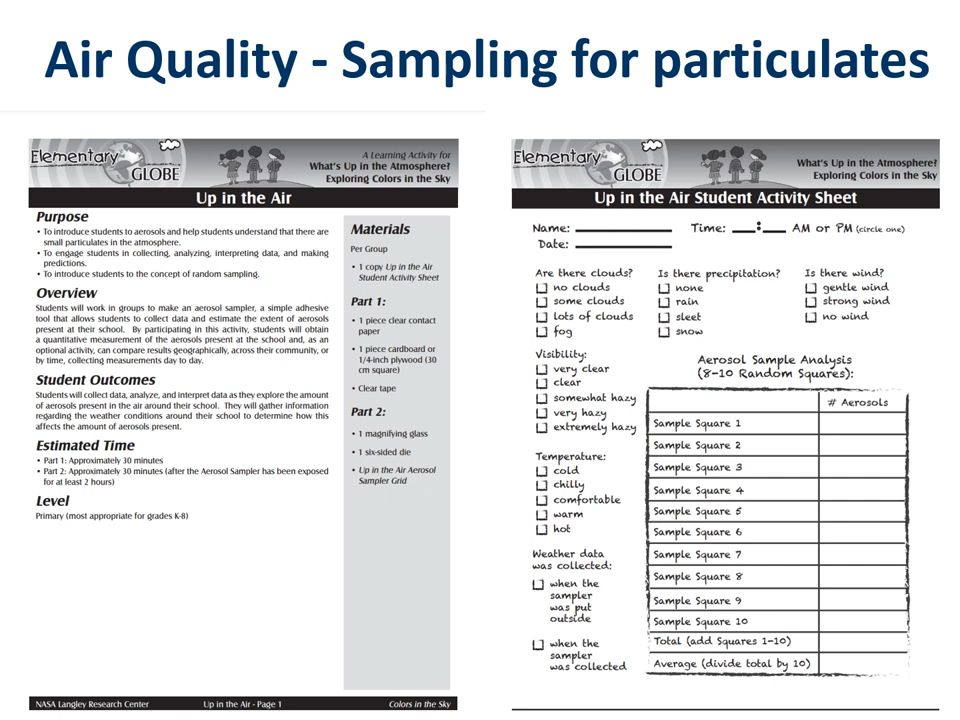 Air Quality - Sampling for particulates
Elementary
GLOBE
A Learning Activity for
What's Up in the Atmosphere?
Exploring Colors in the Sky
Up in the Air
Purpose
• To introduce students to aerosols and help students understand that there are
small particulates in the atmosphere.
• To engage students in collecting, analyzing, interpreting data, and making
predictions.
• To introduce students to the concept of random sampling.
Overview
Students will work in groups to make an aerosol sampler, a simple adhesive
tool that allows students to collect data and estimate the extent of aerosols
present at their school. By participating in this activity, students will obtain
a quantitative measurement of the aerosols present at the school and, as an
optional activity, can compare results geographically, across their community, or
by time, collecting measurements day to day.
Student Outcomes
Students will collect data, analyze, and interpret data as they explore the amount
of aerosols present in the air around their school. They will gather information
regarding the weather conditions around their school to determine how this
affects the amount of aerosols present.
Estimated Time
• Part 1: Approximately 30 minutes
• Part 2: Approximately 30 minutes (after the Aerosol Sampler has been exposed
for at least 2 hours)
Level
Primary (most appropriate for grades K-8)
Materials
Per Group
• 1 copy Up in the Air
Student Activity Sheet
Part 1:
• 1 piece clear contact
paper
• 1 piece cardboard or
1/4-inch plywood (30
cm square)
• Clear tape
Part 2:
• 1 magnifying glass
• 1 six-sided die
• Up in the Air Aerosol
Sampler Grid
NASA Langley Research Center
Up in the Air - Page 1
Colors in the Sky
Elementary
GLOBE
What's Up in the Atmosphere?
Exploring Colors in the Sky
Up in the Air Student Activity Sheet
Name:
Time: __:__ AM or PM (circle one)
Date:
Are there clouds?
no clouds
some clouds
lots of clouds
fog
Is there precipitation?
none
rain
sleet
snow
Is there wind?
gentle wind
strong wind
no wind
Visibility:
very clear
clear
somewhat hazy
very hazy
extremely hazy
Temperature:
cold
chilly
comfortable
warm
hot
Weather data
was collected:
when the
sampler
was put
outside
when the
sampler
was collected
Aerosol Sample Analysis
(8-10 Random Squares):
# Aerosols
Sample Square 1
Sample Square 2
Sample Square 3
Sample Square 4
Sample Square 5
Sample Square 6
Sample Square 7
Sample Square 8
Sample Square 9
Sample Square 10
Total (add Squares 1-10)
Average (divide total by 10)